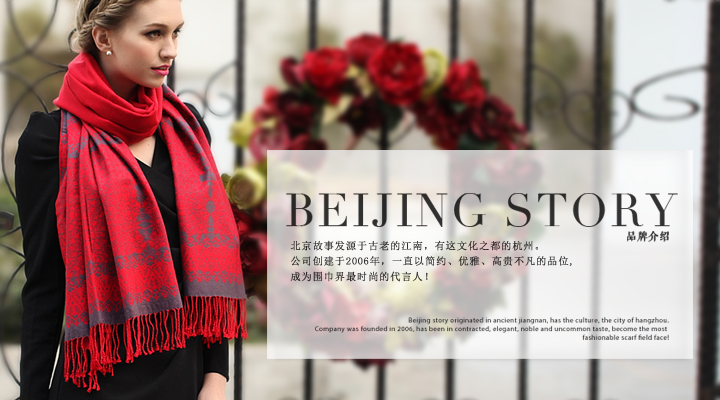 BEIJING STORY
品牌介绍
北京故事发源于古老的江南，有这文化之都的杭州。
公司创建于2006年，一直以简约、优雅、高贵不凡的品位，
成为围巾界最时尚的代言人！
Beijing story originated in ancient jiangnan, has the culture, the city of hangzhou.
Company was founded in 2006, has been in contracted, elegant, noble and uncommon taste, become the most
fashionable scarf field face!